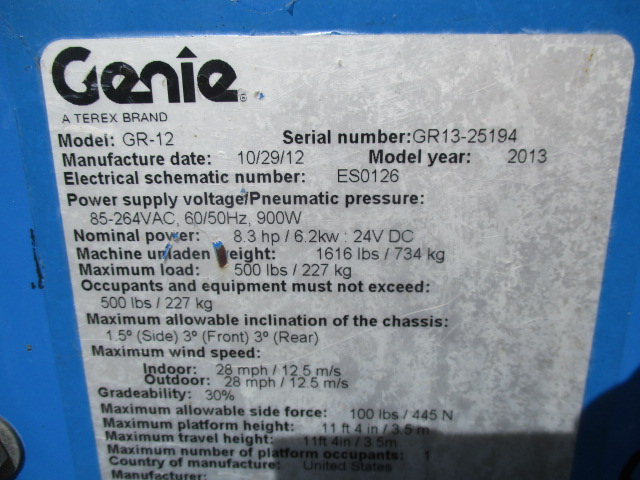 Genie
A TEREX BRAND
Model: GR-12 Serial number:GR13-25194
Manufacture date: 10/29/12 Model year: 2013
Electrical schematic number: ES0126
Power supply voltage/Pneumatic pressure:
85-264VAC, 60/50Hz, 900W
Nominal power: 8.3 hp / 6.2kw : 24V DC
Machine unladen weight: 1616 lbs / 734 kg
Maximum load: 500 lbs / 227 kg
Occupants and equipment must not exceed:
500 lbs / 227 kg
Maximum allowable inclination of the chassis:
1.5º (Side) 3º (Front) 3º (Rear)
Maximum wind speed:
Indoor: 28 mph / 12.5 m/s
Outdoor: 28 mph / 12.5 m/s
Gradeability: 30%
Maximum allowable side force: 100 lbs / 445 N
Maximum platform height: 11 ft 4 in / 3.5 m
Maximum travel height: 11ft 4in / 3.5m
Maximum number of platform occupants: 1
Country of manufacture: United States
Manufacturer: